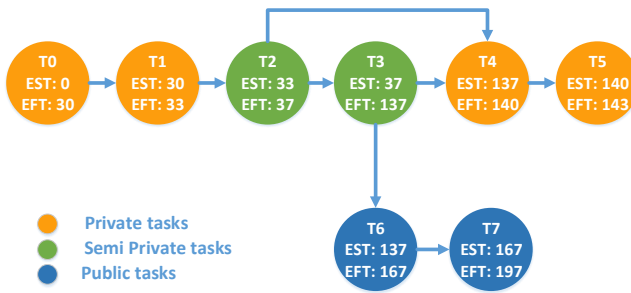 T0
EST: 0
EFT: 30
T1
EST: 30
EFT: 33
T2
EST: 33
EFT: 37
T3
EST: 37
EFT: 137
T4
EST: 137
EFT: 140
T5
EST: 140
EFT: 143
Private tasks
Semi Private tasks
Public tasks
T6
EST: 137
EFT: 167
T7
EST: 167
EFT: 197